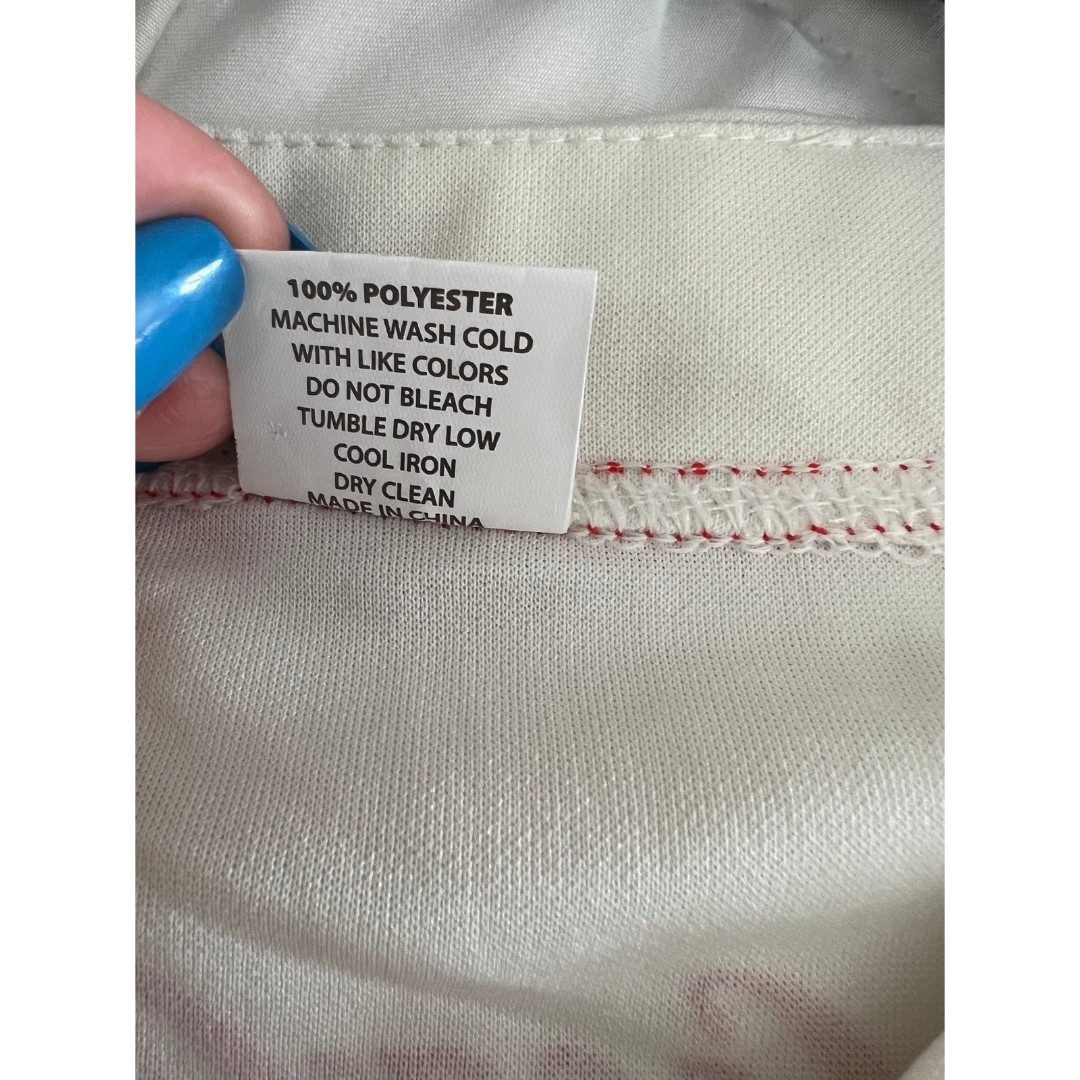 100% POLYESTER
MACHINE WASH COLD
WITH LIKE COLORS
DO NOT BLEACH
TUMBLE DRY LOW
COOL IRON
DRY CLEAN
MADE IN CHINA